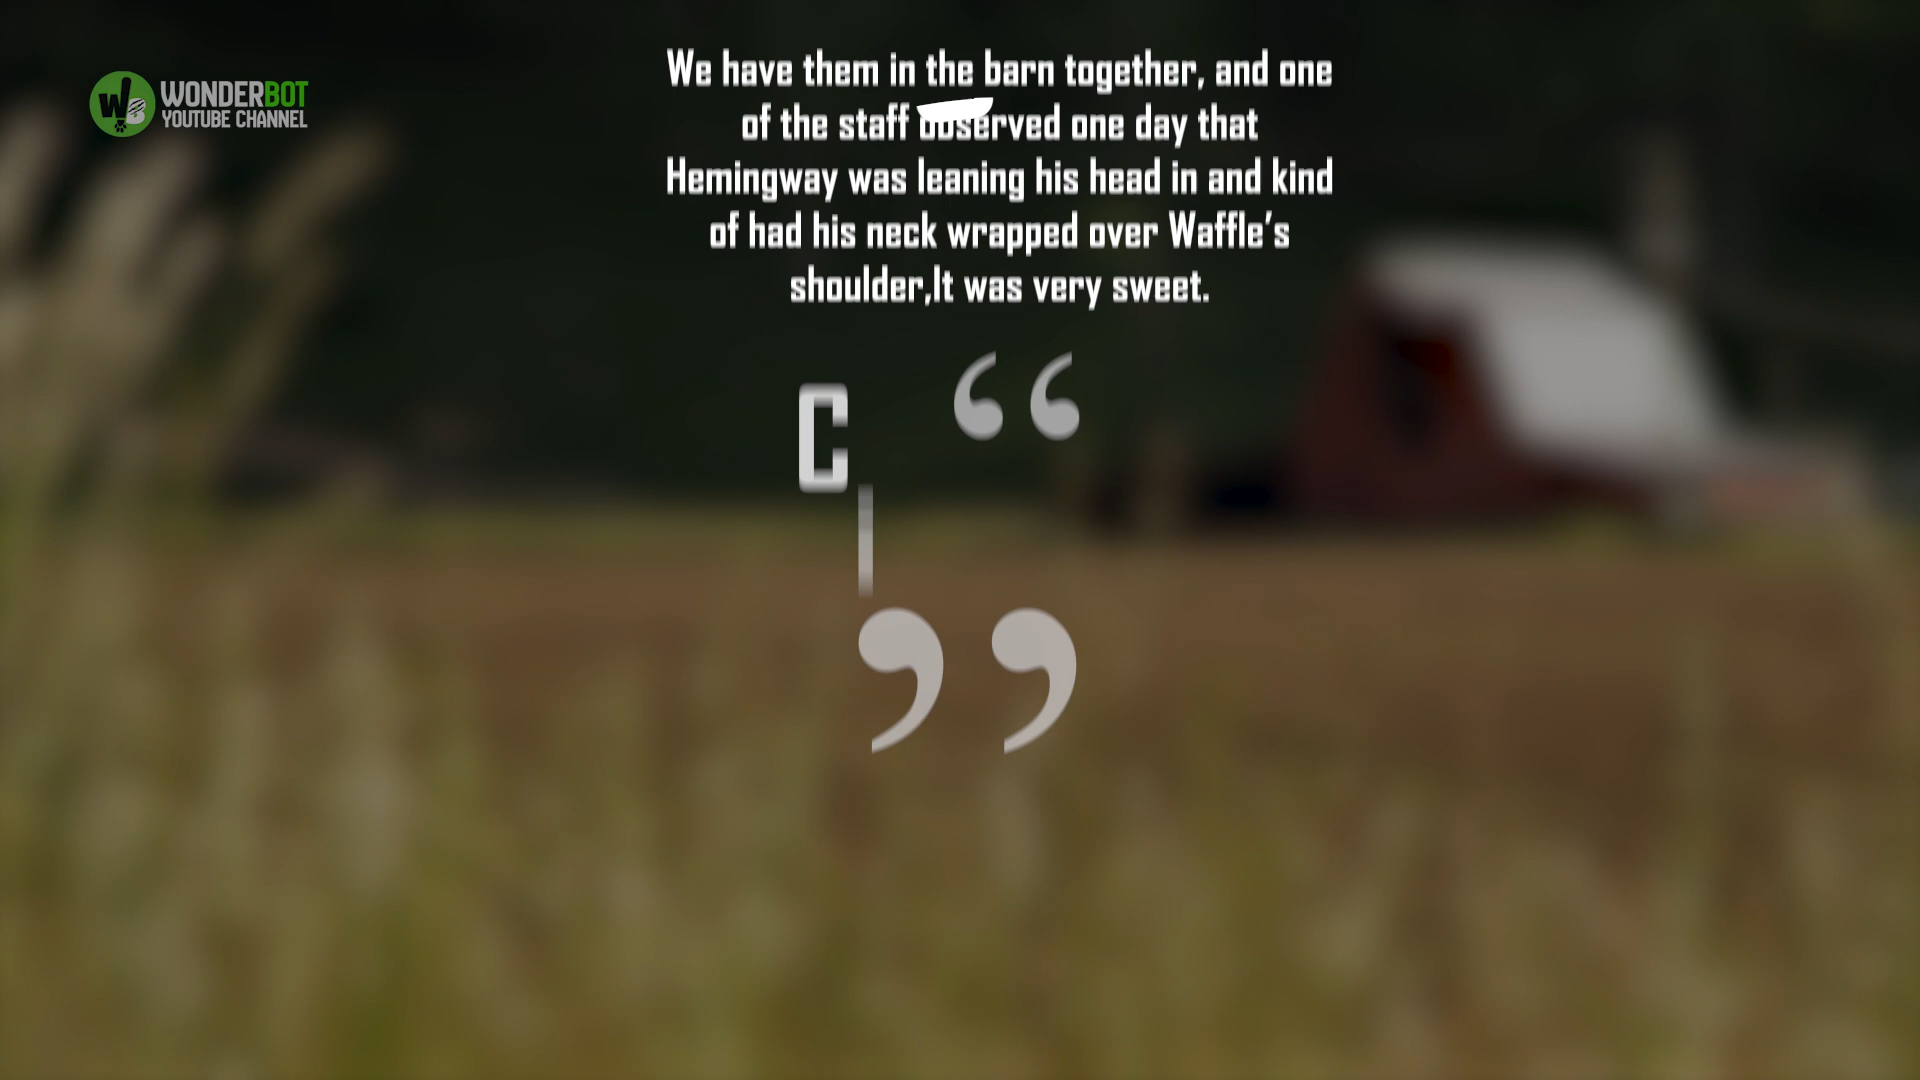 WONDERBOT
YOUTUBE CHANNEL
We have them in the barn together, and one
of the staff observed one day that
Hemingway was leaning his head in and kind
of had his neck wrapped over Waffle’s
shoulder,It was very sweet.
“
C
”